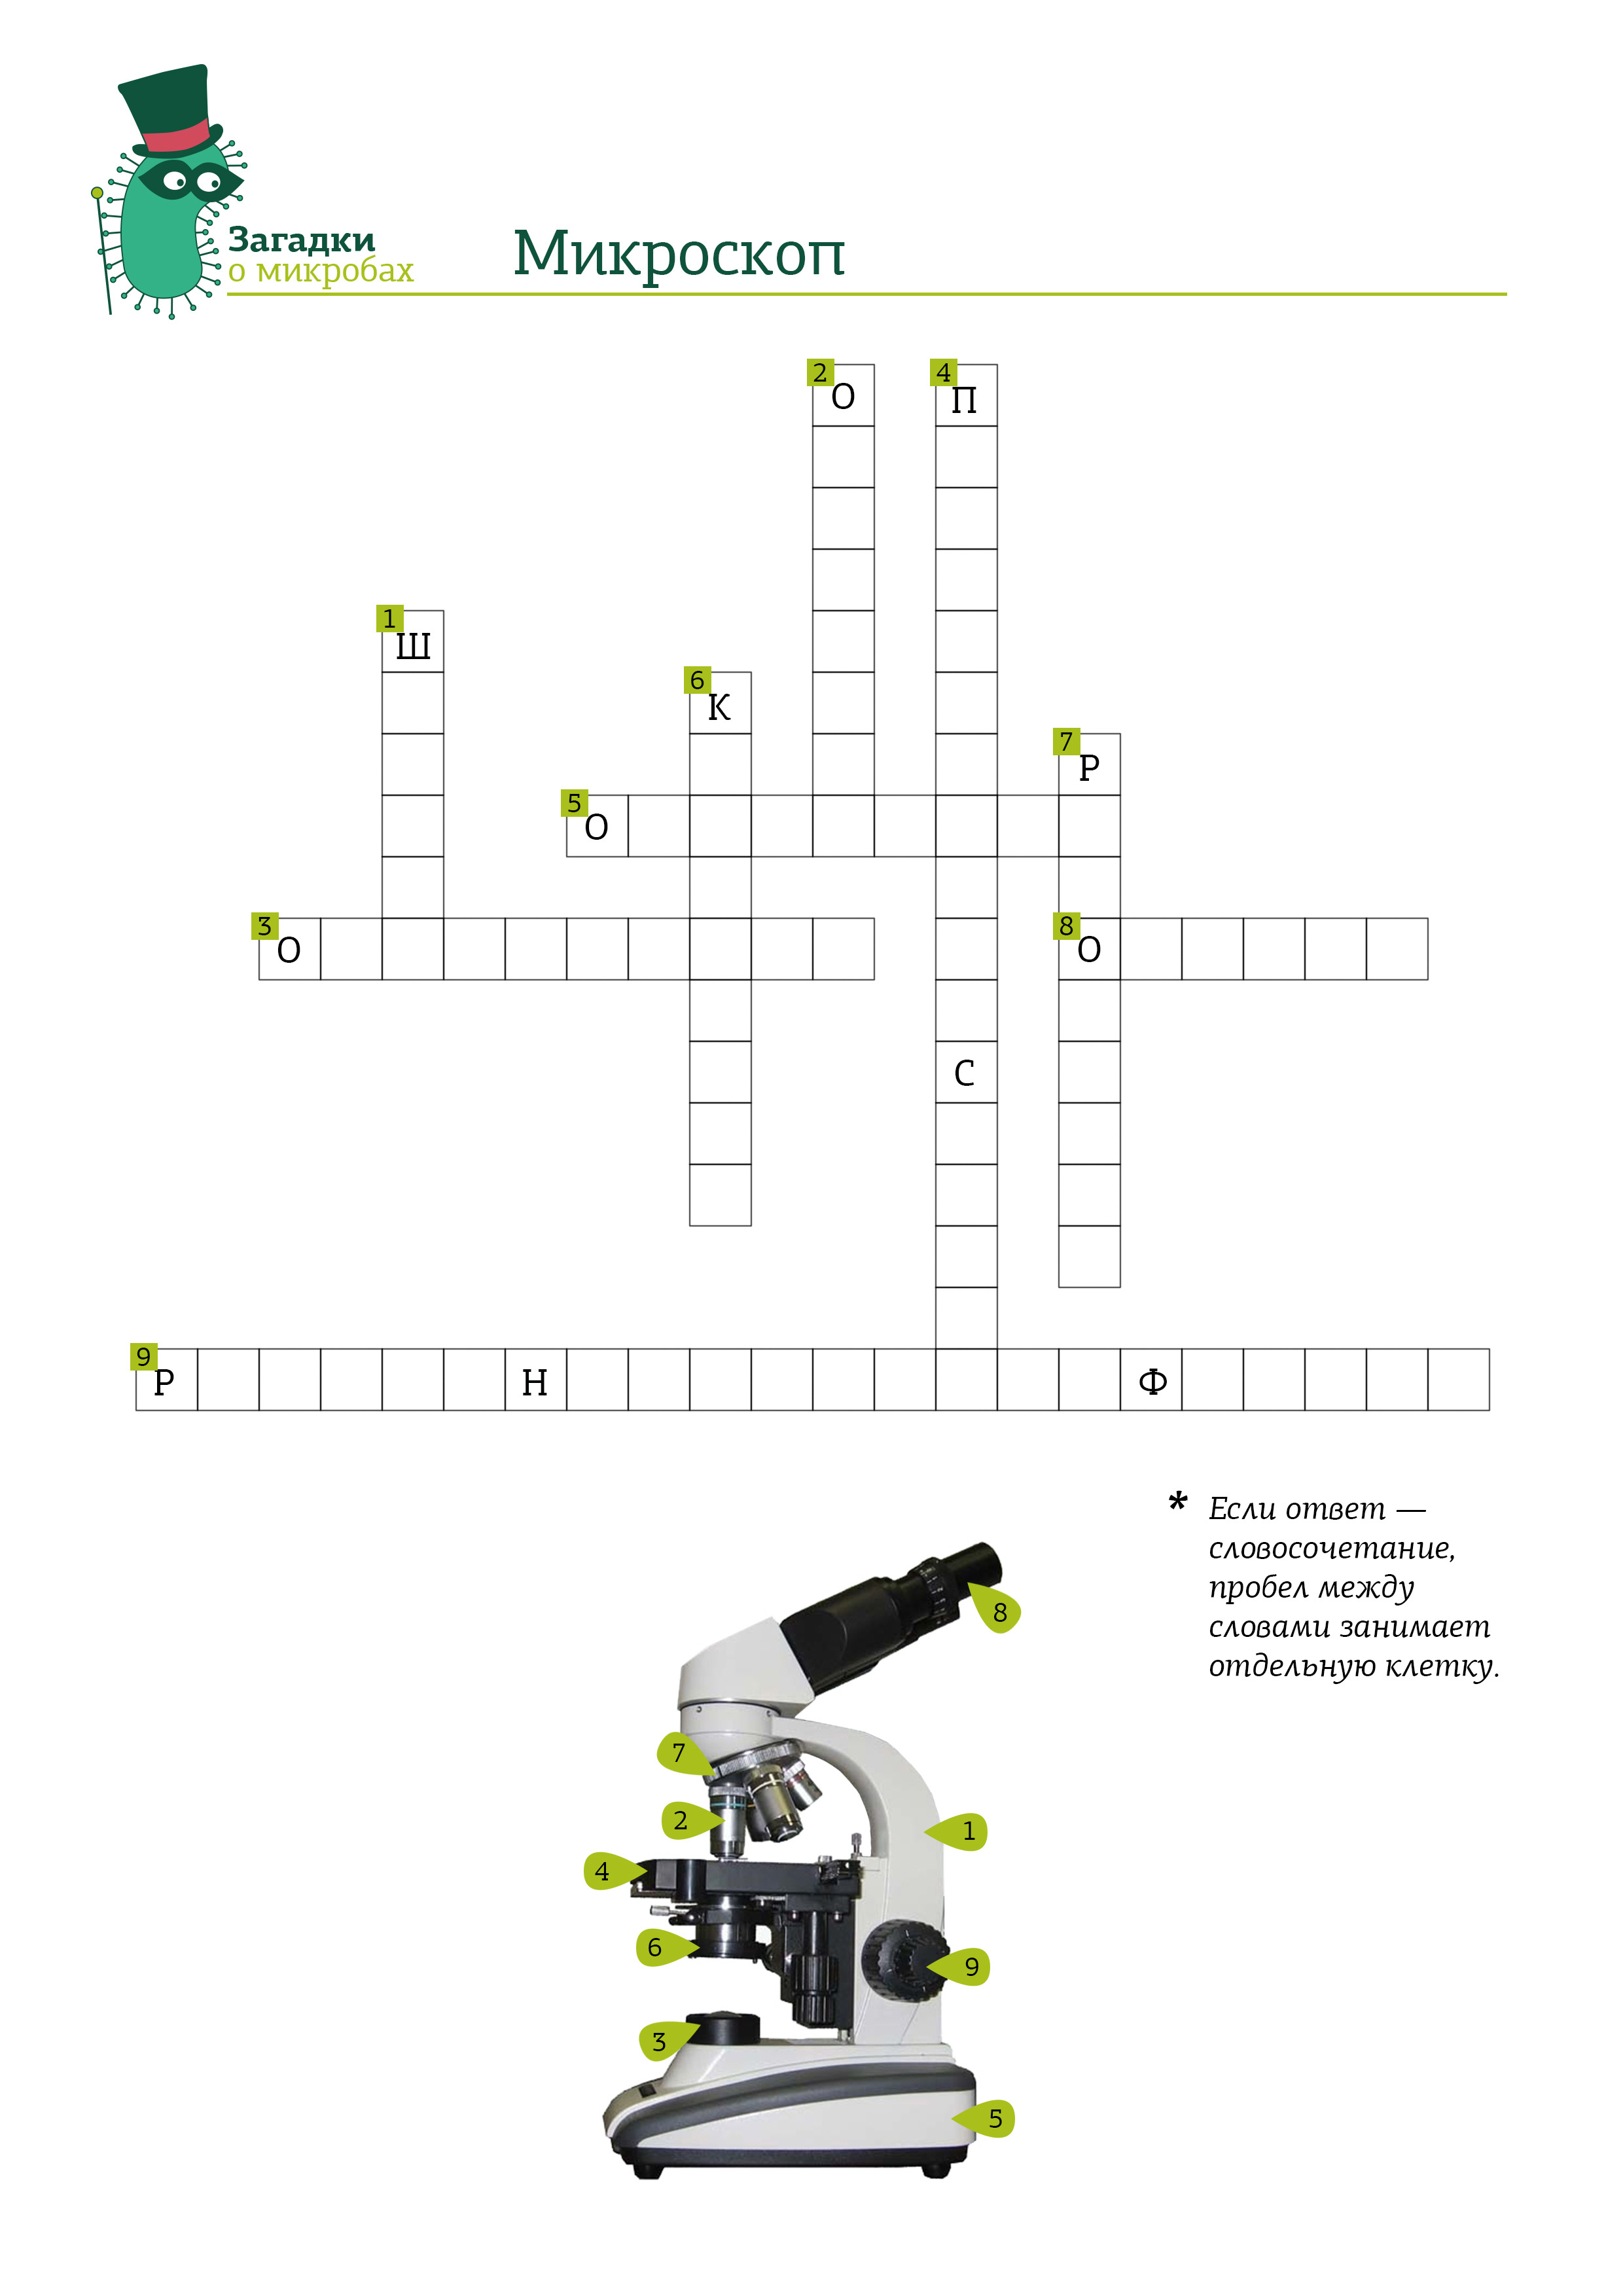 Загадки
о микробах
Микроскоп
2 О
4 П
1 Ш
6 К
7 Р
5 О
3 О
8 О
С
9 Р Н Ф
* Если ответ —
словосочетание,
пробел между
словами занимает
отдельную клетку.
8
7
2
1
4
6
9
3
5